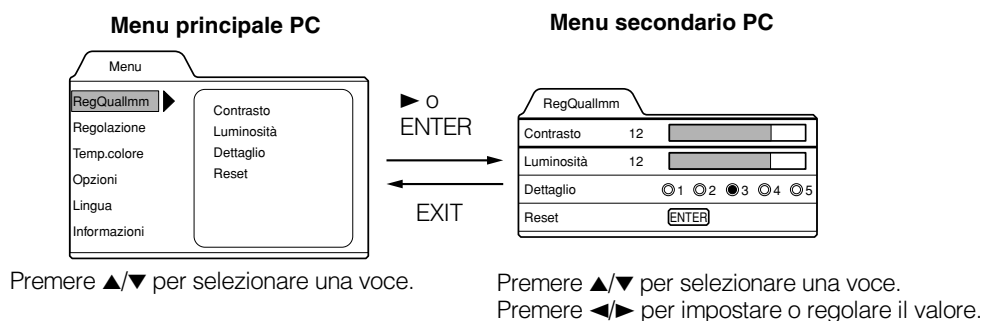 Menu principale PC
Menu
RegQualImm ▶
Regolazione
Temp.colore
Opzioni
Lingua
Informazioni
Contrasto
Luminosità
Dettaglio
Reset
Premere ▲/▼ per selezionare una voce.
► O
ENTER
EXIT
Menu secondario PC
RegQualImm
Contrasto 12
Luminosità 12
Dettaglio ◎1 ◎2 ◉3 ◎4 ◎5
Reset ENTER
Premere ▲/▼ per selezionare una voce.
Premere ◄/► per impostare o regolare il valore.